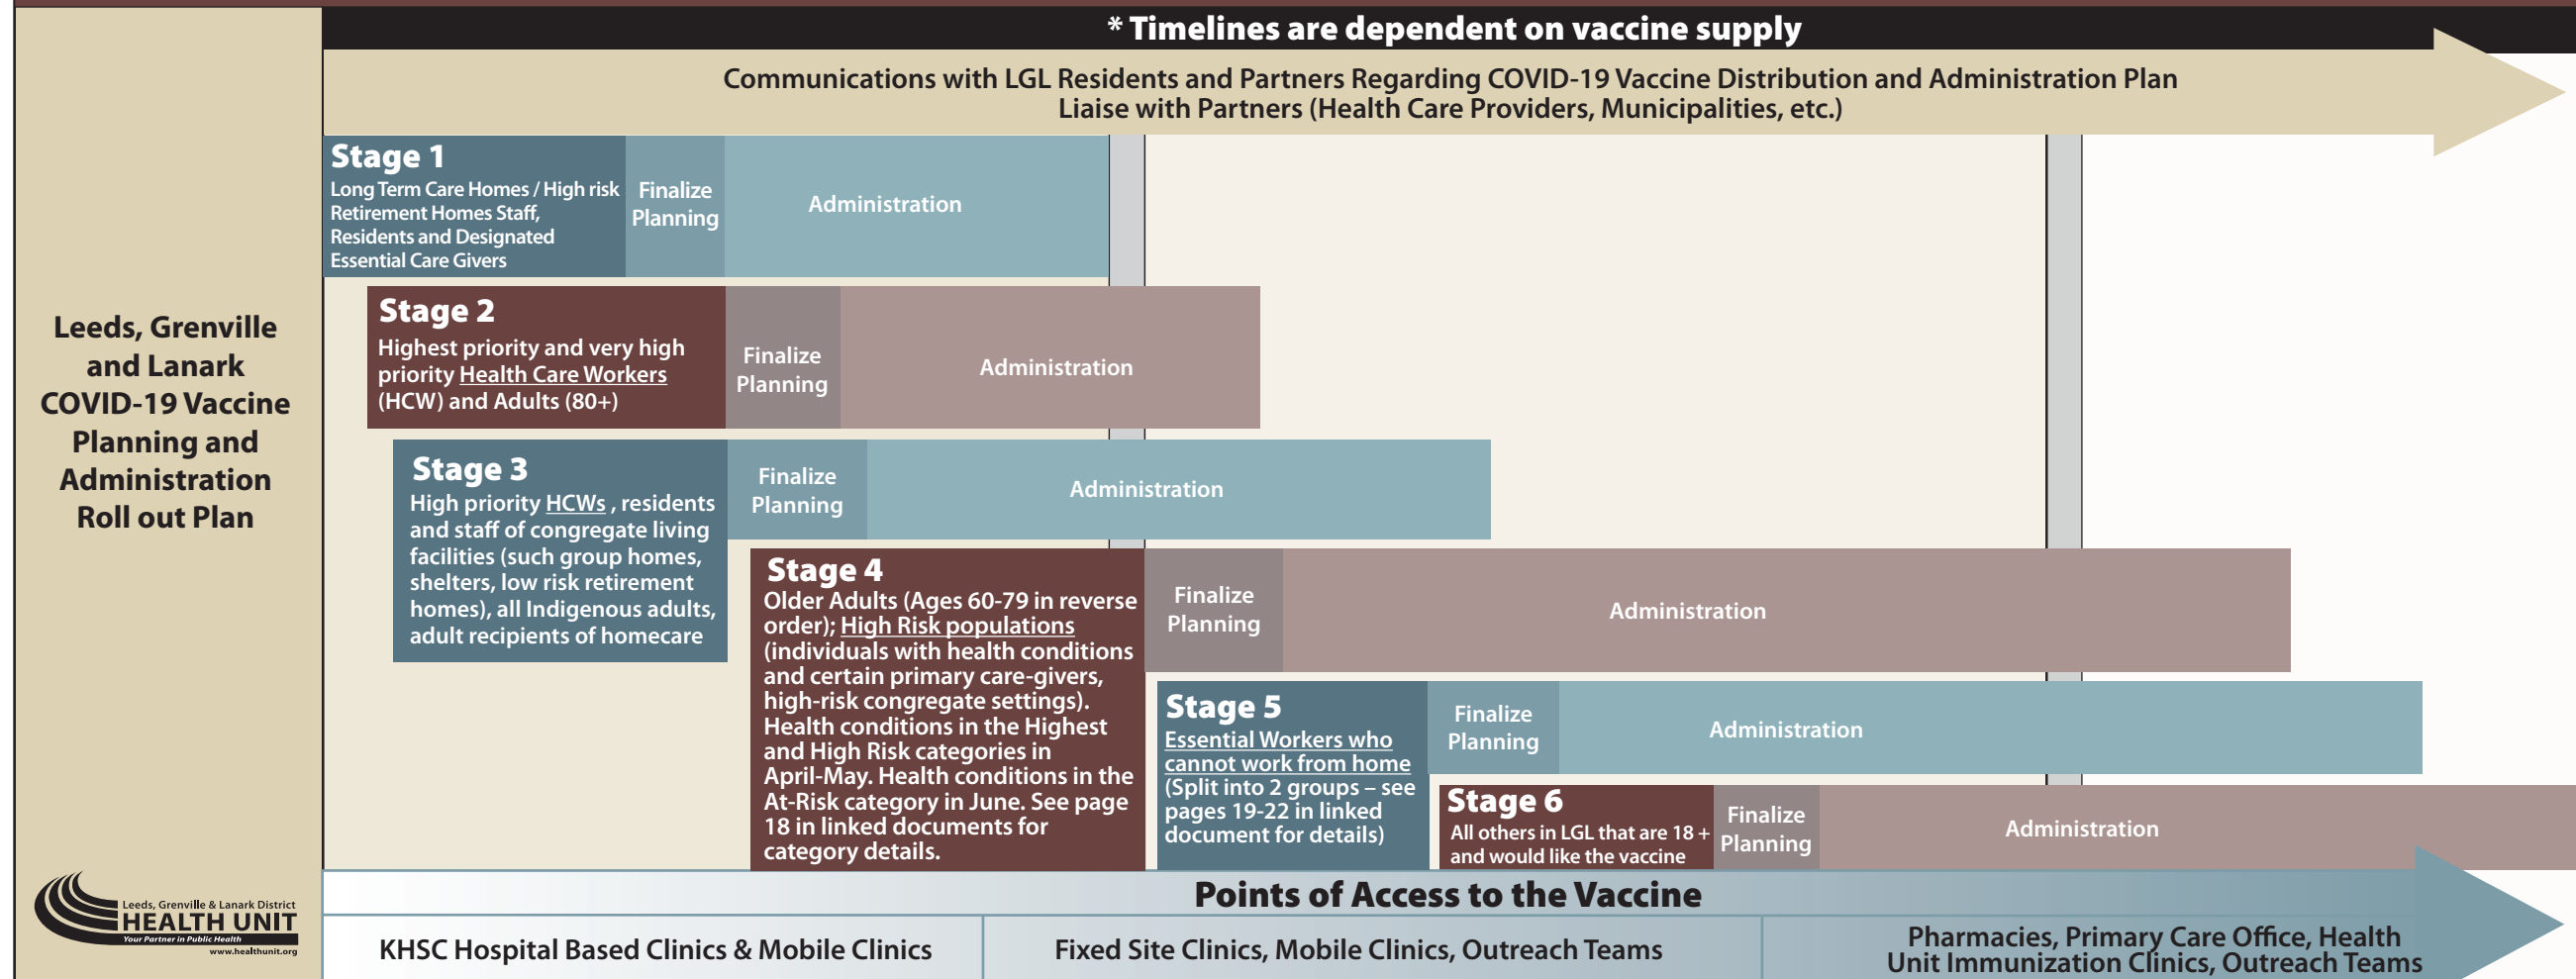 * Timelines are dependent on vaccine supply
Communications with LGL Residents and Partners Regarding COVID-19 Vaccine Distribution and Administration Plan
Liaise with Partners (Health Care Providers, Municipalities, etc.)
Leeds, Grenville
and Lanark
COVID-19 Vaccine
Planning and
Administration
Roll out Plan
Stage 1
Long Term Care Homes / High risk
Retirement Homes Staff,
Residents and Designated
Essential Care Givers
Finalize
Planning
Administration
Stage 2
Highest priority and very high
priority Health Care Workers
(HCW) and Adults (80+)
Finalize
Planning
Administration
Stage 3
High priority HCWs , residents
and staff of congregate living
facilities (such group homes,
shelters, low risk retirement
homes), all Indigenous adults,
adult recipients of homecare
Finalize
Planning
Administration
Stage 4
Older Adults (Ages 60-79 in reverse
order); High Risk populations
(individuals with health conditions
and certain primary care-givers,
high-risk congregate settings).
Health conditions in the Highest
and High Risk categories in
April-May. Health conditions in the
At-Risk category in June. See page
18 in linked documents for
category details.
Finalize
Planning
Administration
Stage 5
Essential Workers who
cannot work from home
(Split into 2 groups – see
pages 19-22 in linked
document for details)
Finalize
Planning
Administration
Stage 6
All others in LGL that are 18 +
and would like the vaccine
Finalize
Planning
Administration
Points of Access to the Vaccine
KHSC Hospital Based Clinics & Mobile Clinics
Fixed Site Clinics, Mobile Clinics, Outreach Teams
Pharmacies, Primary Care Office, Health
Unit Immunization Clinics, Outreach Teams
Leeds, Grenville & Lanark District
HEALTH UNIT
Your Partner in Public Health
www.healthunit.org